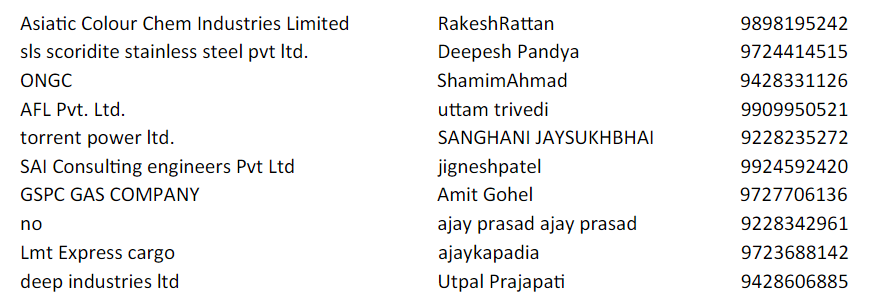 Asiatic Colour Chem Industries Limited RakeshRattan 9898195242
sls scoridite stainless steel pvt ltd. Deepesh Pandya 9724414515
ONGC ShamimAhmad 9428331126
AFL Pvt. Ltd. uttam trivedi 9909950521
torrent power ltd. SANGHANI JAYSUKHBHAI 9228235272
SAI Consulting engineers Pvt Ltd jigneshpatel 9924592420
GSPC GAS COMPANY Amit Gohel 9727706136
no ajay prasad ajay prasad 9228342961
Lmt Express cargo ajaykapadia 9723688142
deep industries ltd Utpal Prajapati 9428606885